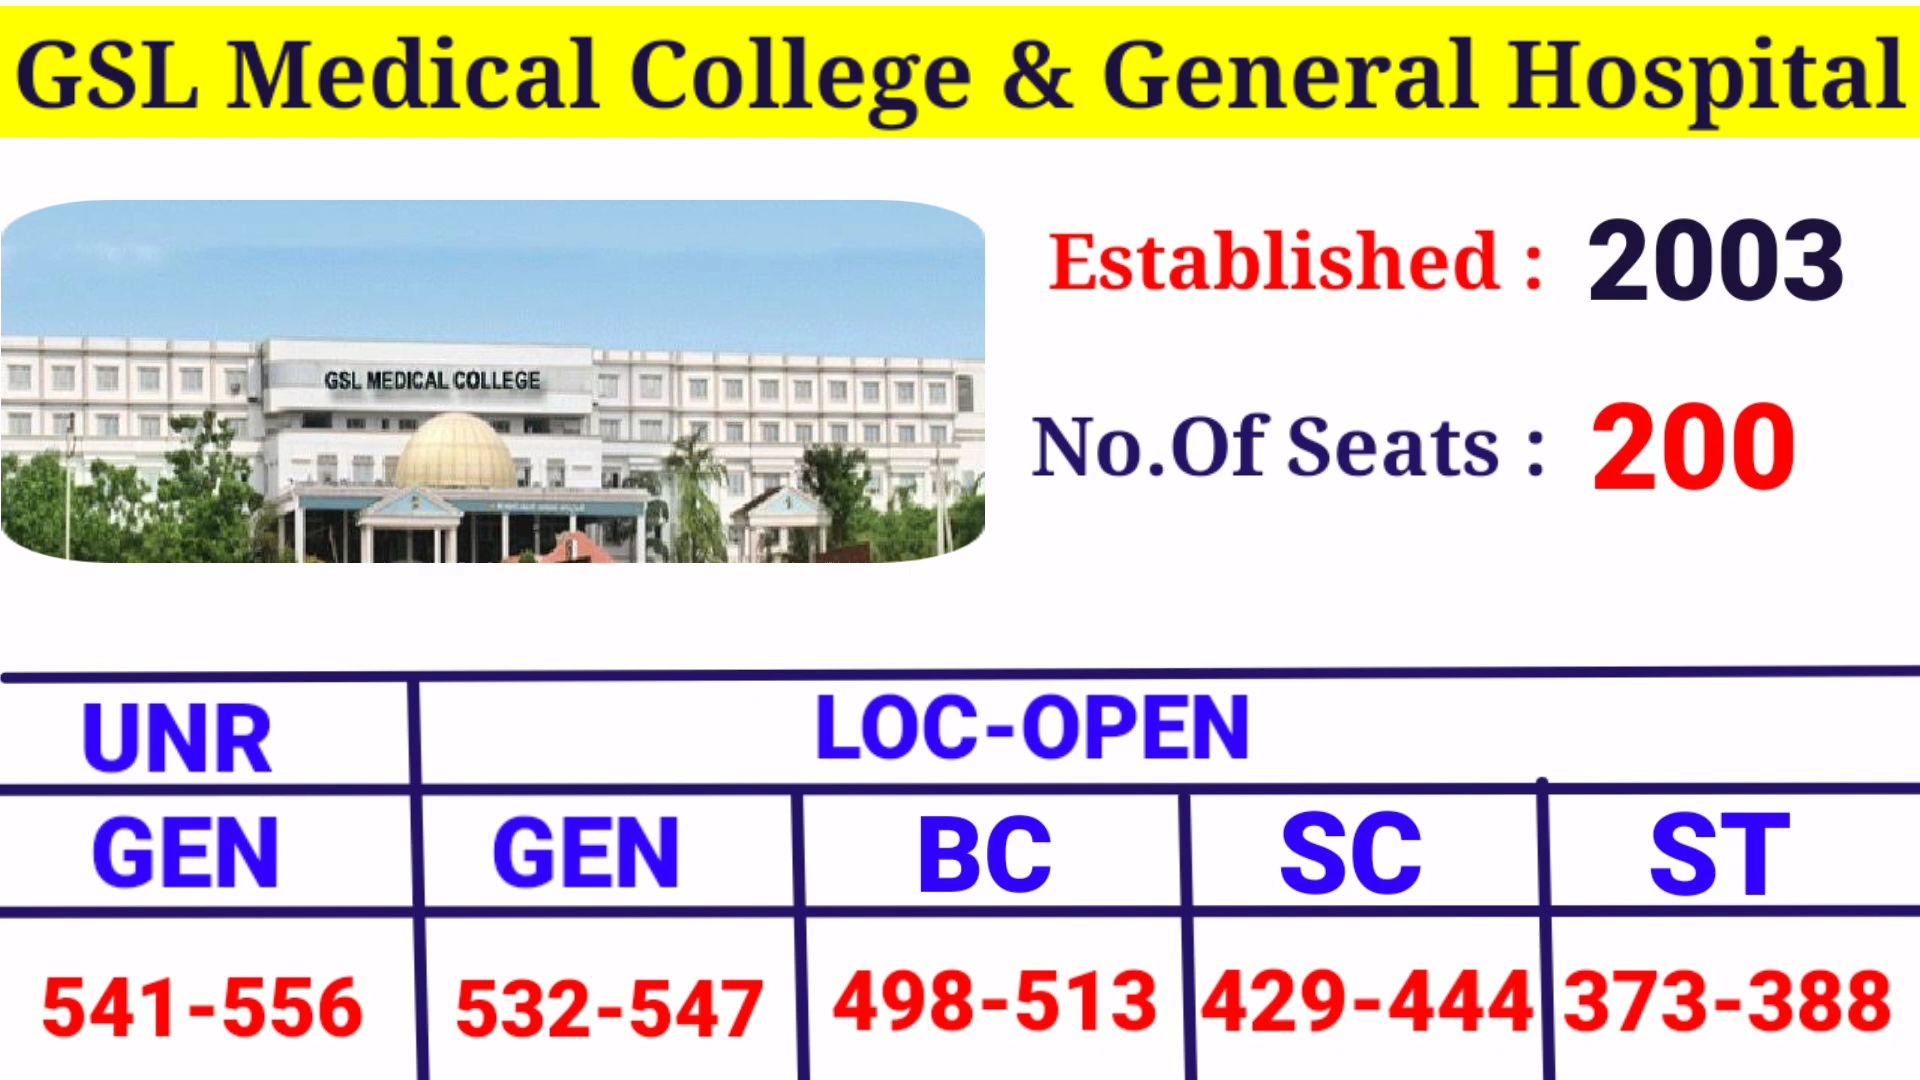 GSL Medical College & General Hospital
GSL MEDICAL COLLEGE
Established : 2003
No.Of Seats : 200
UNR LOC-OPEN
GEN GEN BC SC ST
541-556 532-547 498-513 429-444 373-388